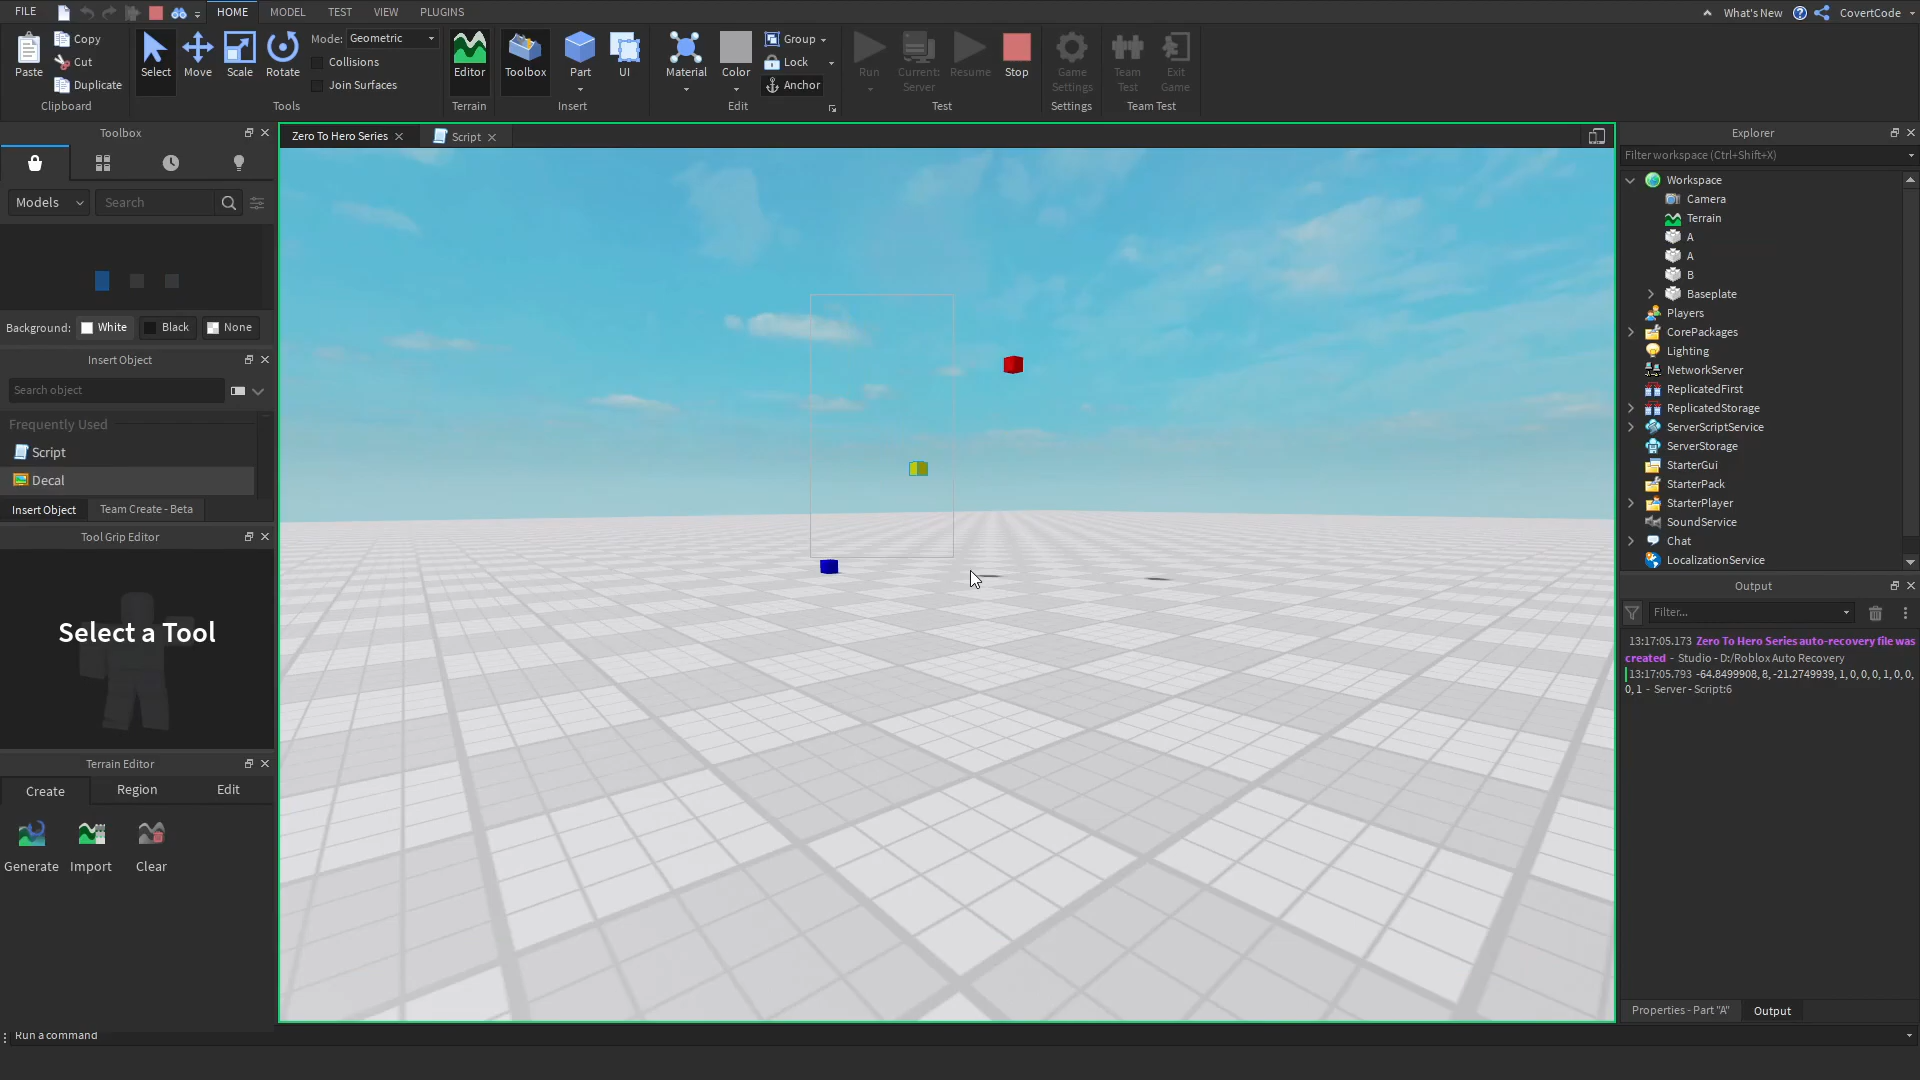 FILE
HOME
MODEL
TEST
VIEW
PLUGINS
What's New
CovertCode
Paste
Copy
Cut
Duplicate
Clipboard
Select
Move
Scale
Rotate
Mode: Geometric
Collisions
Join Surfaces
Tools
Editor
Terrain
Toolbox
Part
UI
Insert
Material
Color
Group
Lock
Anchor
Edit
Run
Current:
Server
Resume
Stop
Test
Game
Settings
Settings
Team
Test
Exit
Game
Team Test
Toolbox
Models
Search
Background: White Black None
Insert Object
Search object
Frequently Used
Script
Decal
Insert Object
Team Create - Beta
Tool Grip Editor
Select a Tool
Terrain Editor
Create
Region
Edit
Generate
Import
Clear
Zero To Hero Series
Script
Explorer
Filter workspace (Ctrl+Shift+X)
Workspace
Camera
Terrain
A
A
B
Baseplate
Players
CorePackages
Lighting
NetworkServer
ReplicatedFirst
ReplicatedStorage
ServerScriptService
ServerStorage
StarterGui
StarterPack
StarterPlayer
SoundService
Chat
LocalizationService
Output
Filter...
13:17:05.173 Zero To Hero Series auto-recovery file was
created - Studio - D:/Roblox Auto Recovery
13:17:05.793 -64.8499908, 8, -21.2749939, 1, 0, 0, 0, 1, 0, 0,
0, 1 - Server - Script:6
Properties - Part "A"
Output
Run a command